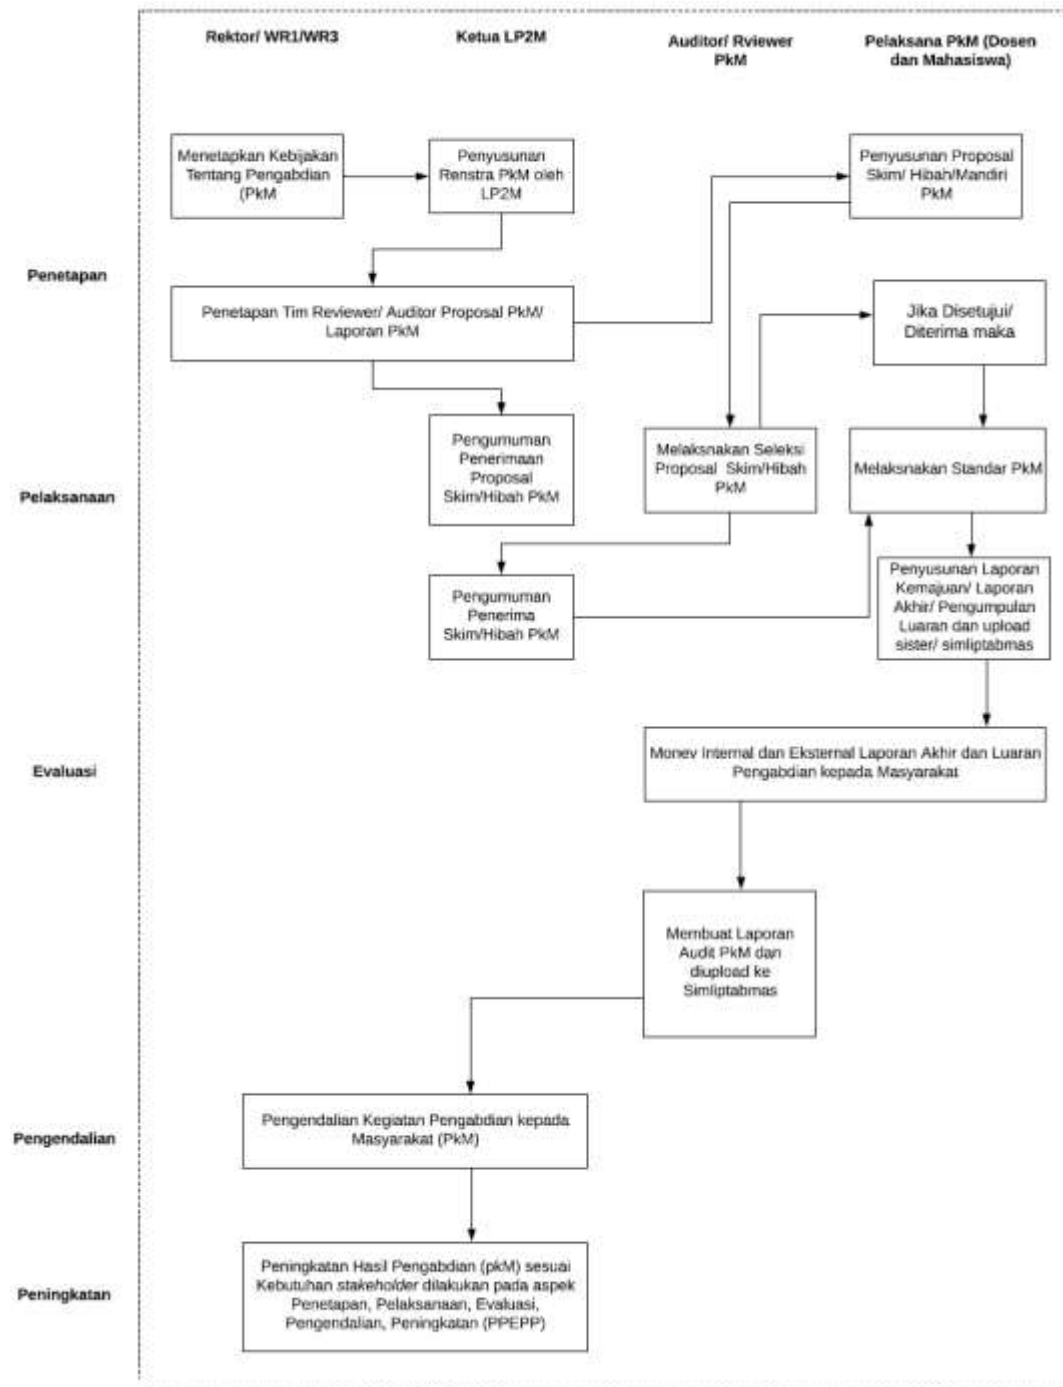 Rektor/ WR1/WR3
Ketua LP2M
Auditor/ Rviewer
PkM
Pelaksana PkM (Dosen
dan Mahasiswa)
Menetapkan Kebijakan
Tentang Pengabdian
(PkM
Penyusunan
Renstra PkM oleh
LP2M
Penyusunan Proposal
Skim/ Hibah/Mandiri
PkM
Penetapan
Penetapan Tim Reviewer/ Auditor Proposal PkM/
Laporan PkM
Jika Disetujui/
Diterima maka
Pelaksanaan
Pengumuman
Penerimaan
Proposal
Skim/Hibah PkM
Melaksnakan Seleksi
Proposal Skim/Hibah
PkM
Melaksnakan Standar PkM
Pengumuman
Penerima
Skim/Hibah PkM
Penyusunan Laporan
Kemajuan/ Laporan
Akhir/ Pengumpulan
Luaran dan upload
sister/ simliptabmas
Evaluasi
Monev Internal dan Eksternal Laporan Akhir dan Luaran
Pengabdian kepada Masyarakat
Membuat Laporan
Audit PkM dan
diupload ke
Simliptabmas
Pengendalian
Pengendalian Kegiatan Pengabdian kepada
Masyarakat (PkM)
Peningkatan
Peningkatan Hasil Pengabdian (pkM) sesuai
Kebutuhan stakeholder dilakukan pada aspek
Penetapan, Pelaksanaan, Evaluasi,
Pengendalian, Peningkatan (PPEPP)